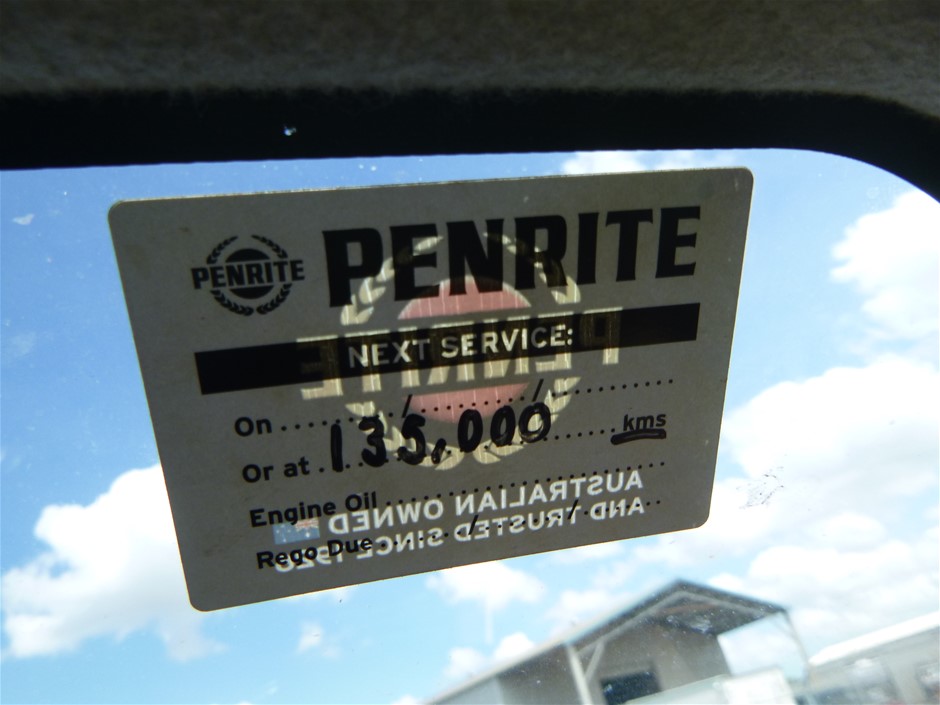 PENRITE
PENRITE
NEXT SERVICE:
On ........../........../..........
Or at 135,000 kms
Engine Oil ..............................
Rego Due ........../........../..........
PENRITE
AUSTRALIAN OWNED
AND TRUSTED SINCE 1926